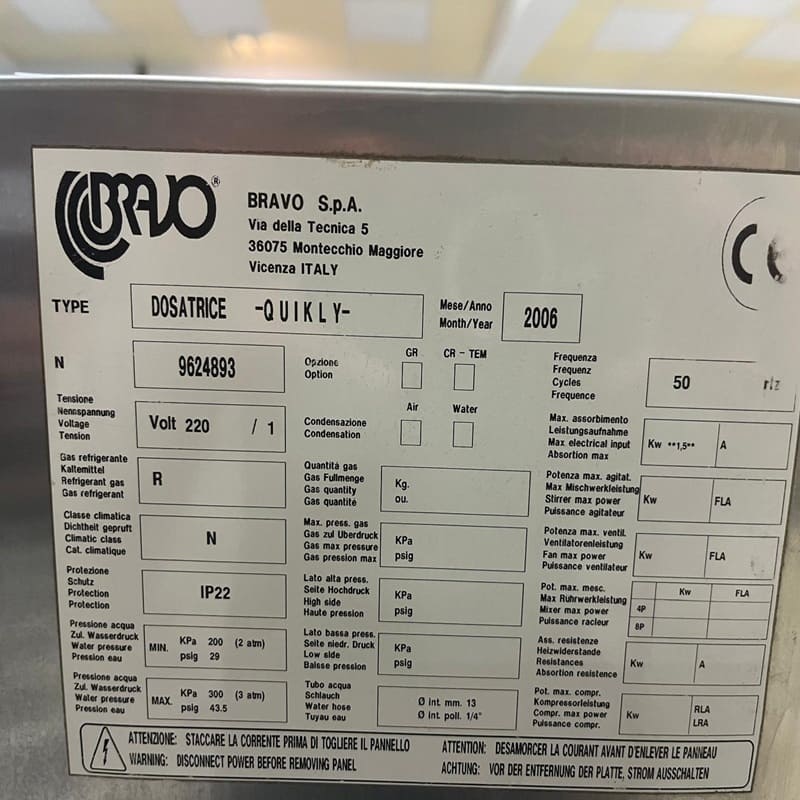 BRAVO®
BRAVO S.p.A.
Via della Tecnica 5
36075 Montecchio Maggiore
Vicenza ITALY
CE
TYPE DOSATRICE -QUIKLY-
Mese/Anno
Month/Year
2006
N 9624893
Opzione
Option
GR CR - TEM
Frequenza
Frequenz
Cycles
Frequence
50
Tensione
Nennspannung
Voltage
Tension
Volt 220 / 1
Condensazione
Condensation
Air Water
Max. assorbimento
Leistungsaufnahme
Max electrical input
Absortion max
Kw **1,5** A
Gas refrigerante
Kaltemittel
Refrigerant gas
Gas refrigerant
R
Quantitá gas
Gas Fullmenge
Gas quantity
Gas quantité
Kg.
ou.
Potenza max. agitat.
Max Mischwerkleistung
Stirrer max power
Puissance agitateur
Kw FLA
Classe climatica
Dichtheit gepruft
Climatic class
Cat. climatique
N
Max. press. gas
Gas zul Uberdruck
Gas max pressure
Gas pression max
KPa
psig
Potenza max. ventil.
Ventilatorenleistung
Fan max power
Puissance ventilateur
Kw FLA
Protezione
Schutz
Protection
Protection
IP22
Lato alta press.
Seite Hochdruck
High side
Haute pression
KPa
psig
Pot. max. mesc.
Max Rührwerkleistung
Mixer max power
Puissance racleur
Kw FLA
4P
8P
Pressione acqua
Zul. Wasserdruck
Water pressure
Pression eau
MIN. KPa 200 (2 atm)
psig 29
Lato bassa press.
Seite niedr. Druck
Low side
Baisse pression
KPa
psig
Ass. resistenze
Heizwiderstande
Resistances
Absortion resistence
Kw A
Pressione acqua
Zul. Wasserdruck
Water pressure
Pression eau
MAX. KPa 300 (3 atm)
psig 43.5
Tubo acqua
Schlauch
Water hose
Tuyau eau
Ø int. mm. 13
Ø int. poll. 1/4"
Pot. max. compr.
Kompressorleistung
Compr. max power
Puissance compr.
Kw RLA
LRA
ATTENZIONE: STACCARE LA CORRENTE PRIMA DI TOGLIERE IL PANNELLO
WARNING: DISCONNECT POWER BEFORE REMOVING PANEL
ATTENTION: DESAMORCER LA COURANT AVANT D'ENLEVER LE PANNEAU
ACHTUNG: VOR DER ENTFERNUNG DER PLATTE, STROM AUSSCHALTEN